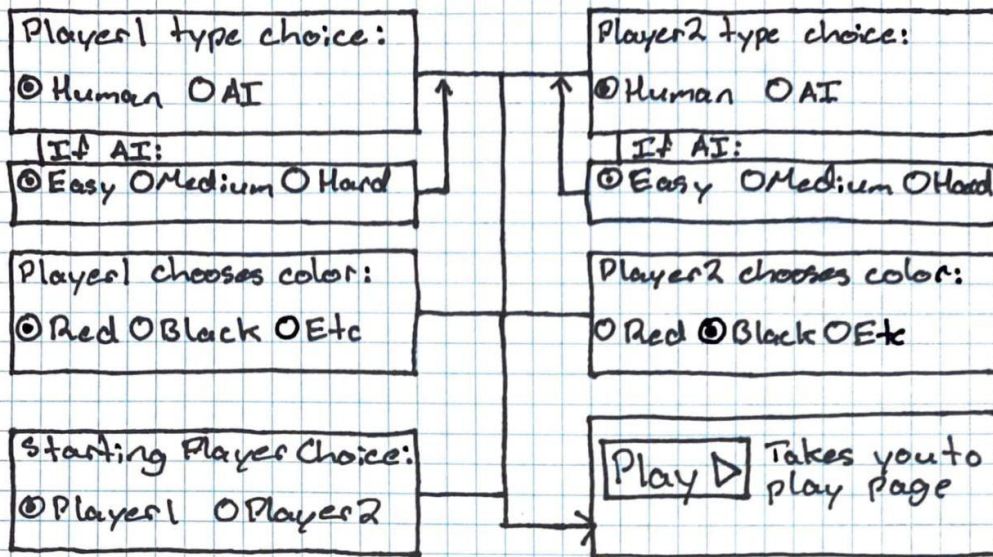 Player1 type choice:
Human AI
If AI:
Easy Medium Hard
Player2 type choice:
Human AI
If AI:
Easy Medium Hard
Player1 chooses color:
Red Black Etc
Player2 chooses color:
Red Black Etc
Starting Player Choice:
Player1 Player2
Play
Takes you to
play page